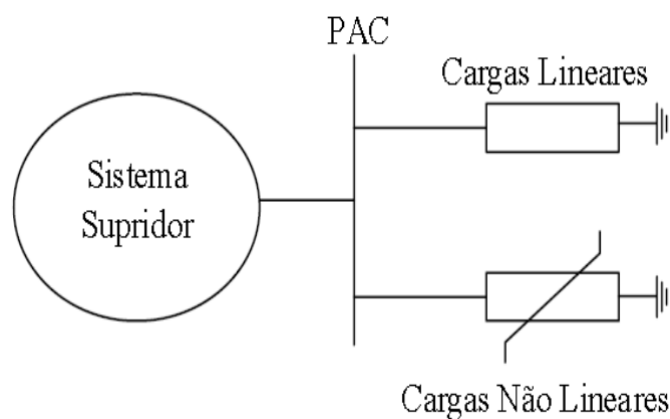 PAC
Cargas Lineares
Sistema
Supridor
Cargas Não Lineares